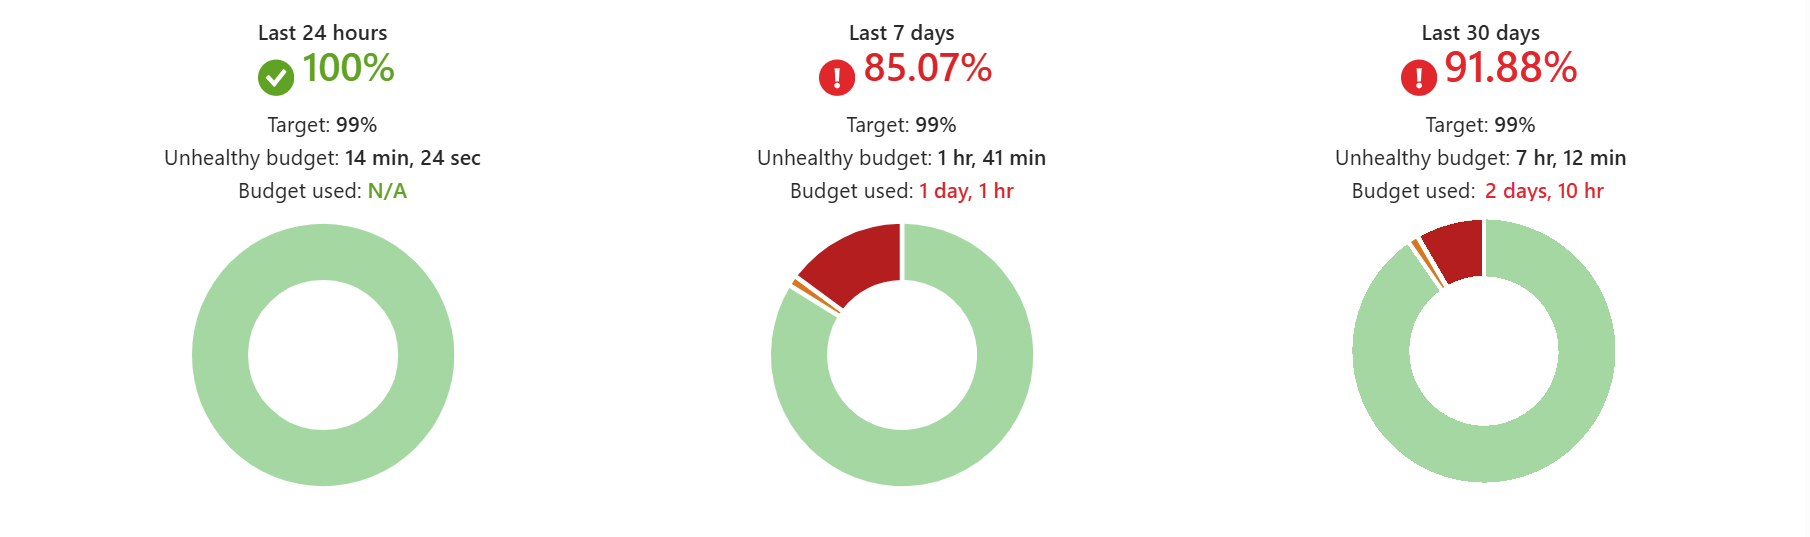 Last 24 hours
100%
Target: 99%
Unhealthy budget: 14 min, 24 sec
Budget used: N/A
Last 7 days
85.07%
Target: 99%
Unhealthy budget: 1 hr, 41 min
Budget used: 1 day, 1 hr
Last 30 days
91.88%
Target: 99%
Unhealthy budget: 7 hr, 12 min
Budget used: 2 days, 10 hr